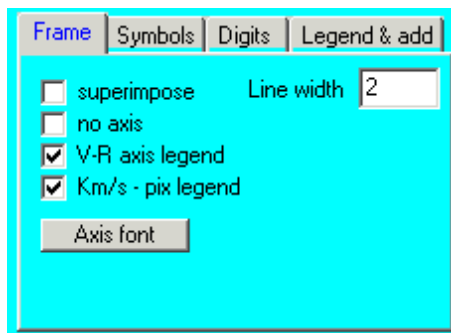 Frame Symbols Digits Legend & add
superimpose Line width 2
no axis
V-R axis legend
Km/s - pix legend
Axis font